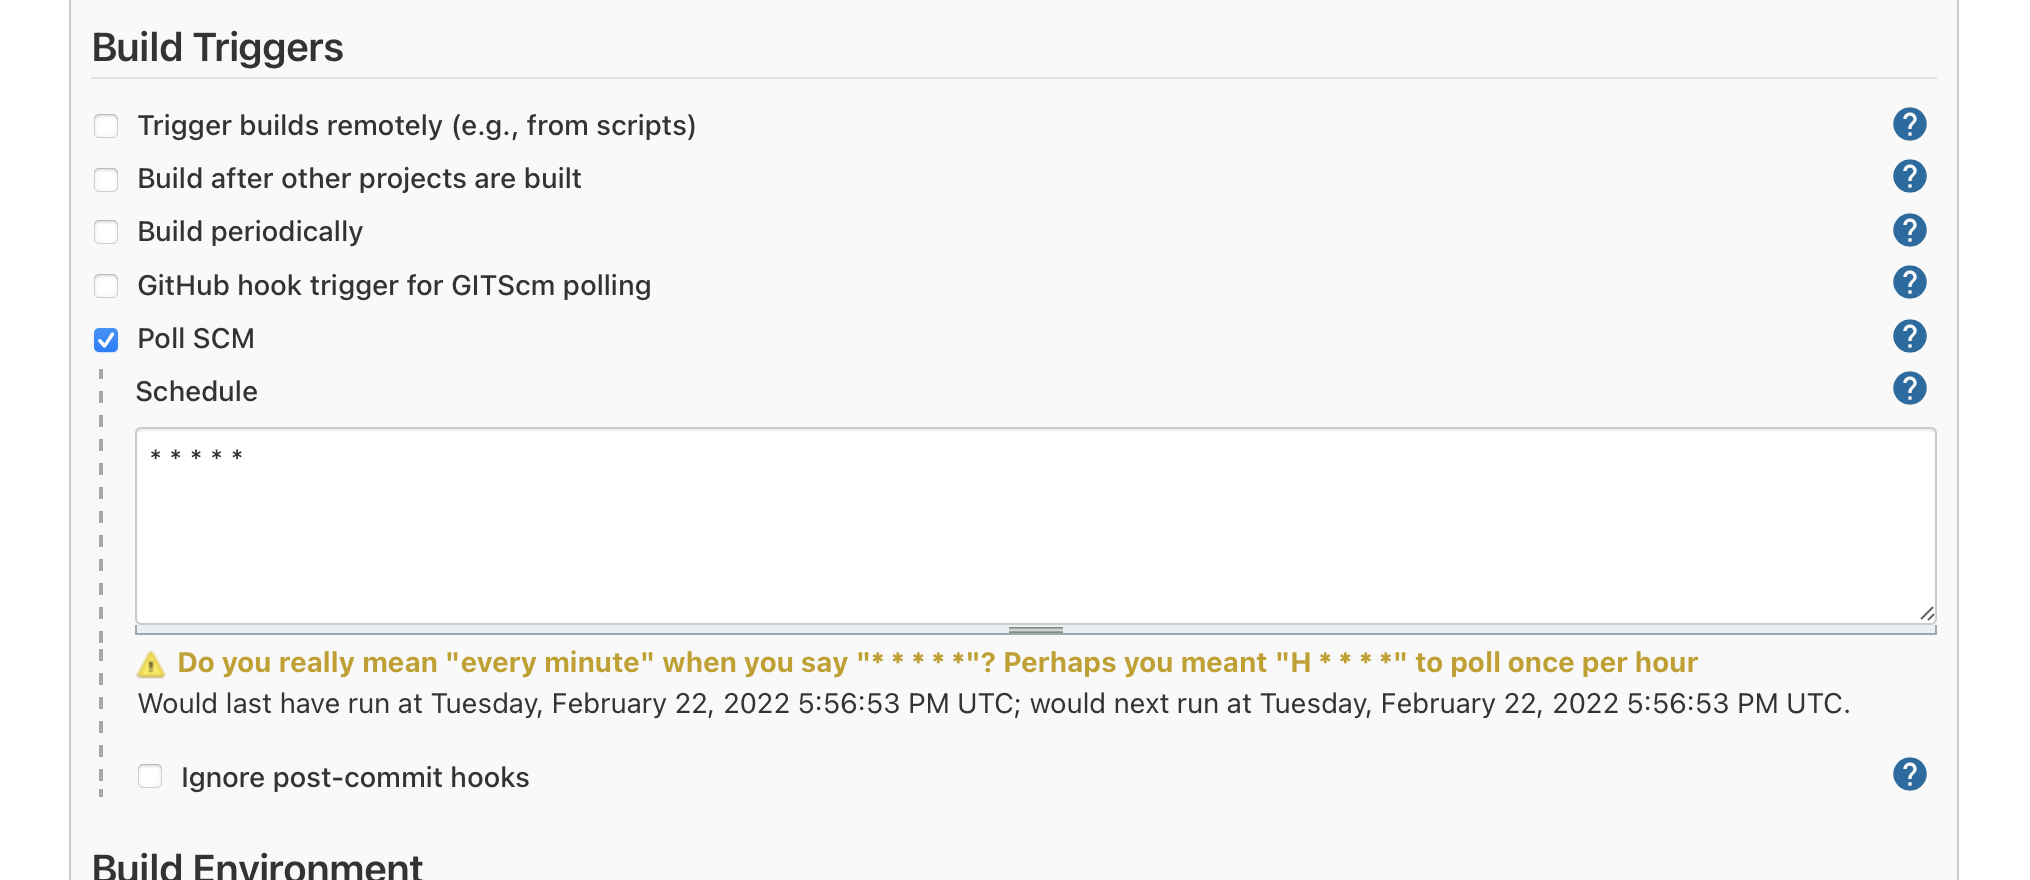 Build Triggers
Trigger builds remotely (e.g., from scripts)
?
Build after other projects are built
?
Build periodically
?
GitHub hook trigger for GITScm polling
?
Poll SCM
?
Schedule
?
* * * * *
Do you really mean "every minute" when you say "* * * * *"? Perhaps you meant "H * * * *" to poll once per hour
Would last have run at Tuesday, February 22, 2022 5:56:53 PM UTC; would next run at Tuesday, February 22, 2022 5:56:53 PM UTC.
Ignore post-commit hooks
?
Build Environment